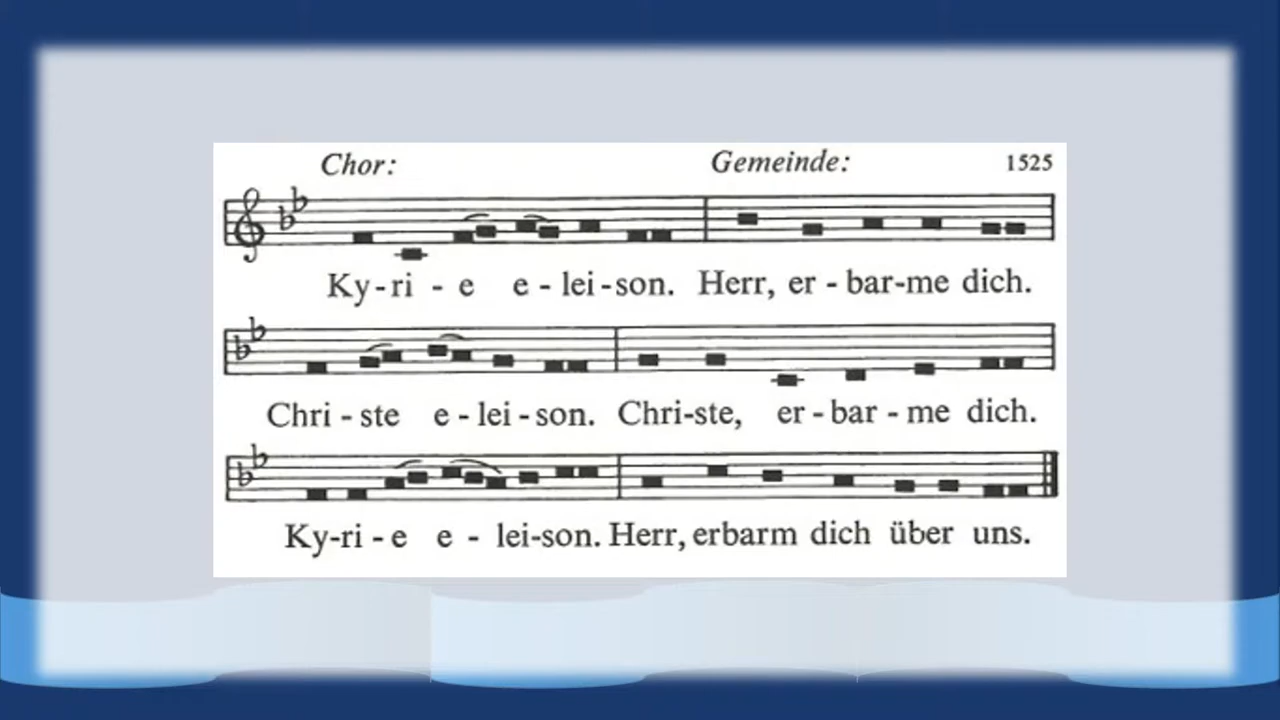 Chor: Gemeinde: 1525
Ky - ri - e e - lei - son. Herr, er - bar - me dich.
Chri - ste e - lei - son. Chri - ste, er - bar - me dich.
Ky - ri - e e - lei - son. Herr, erbarm dich über uns.